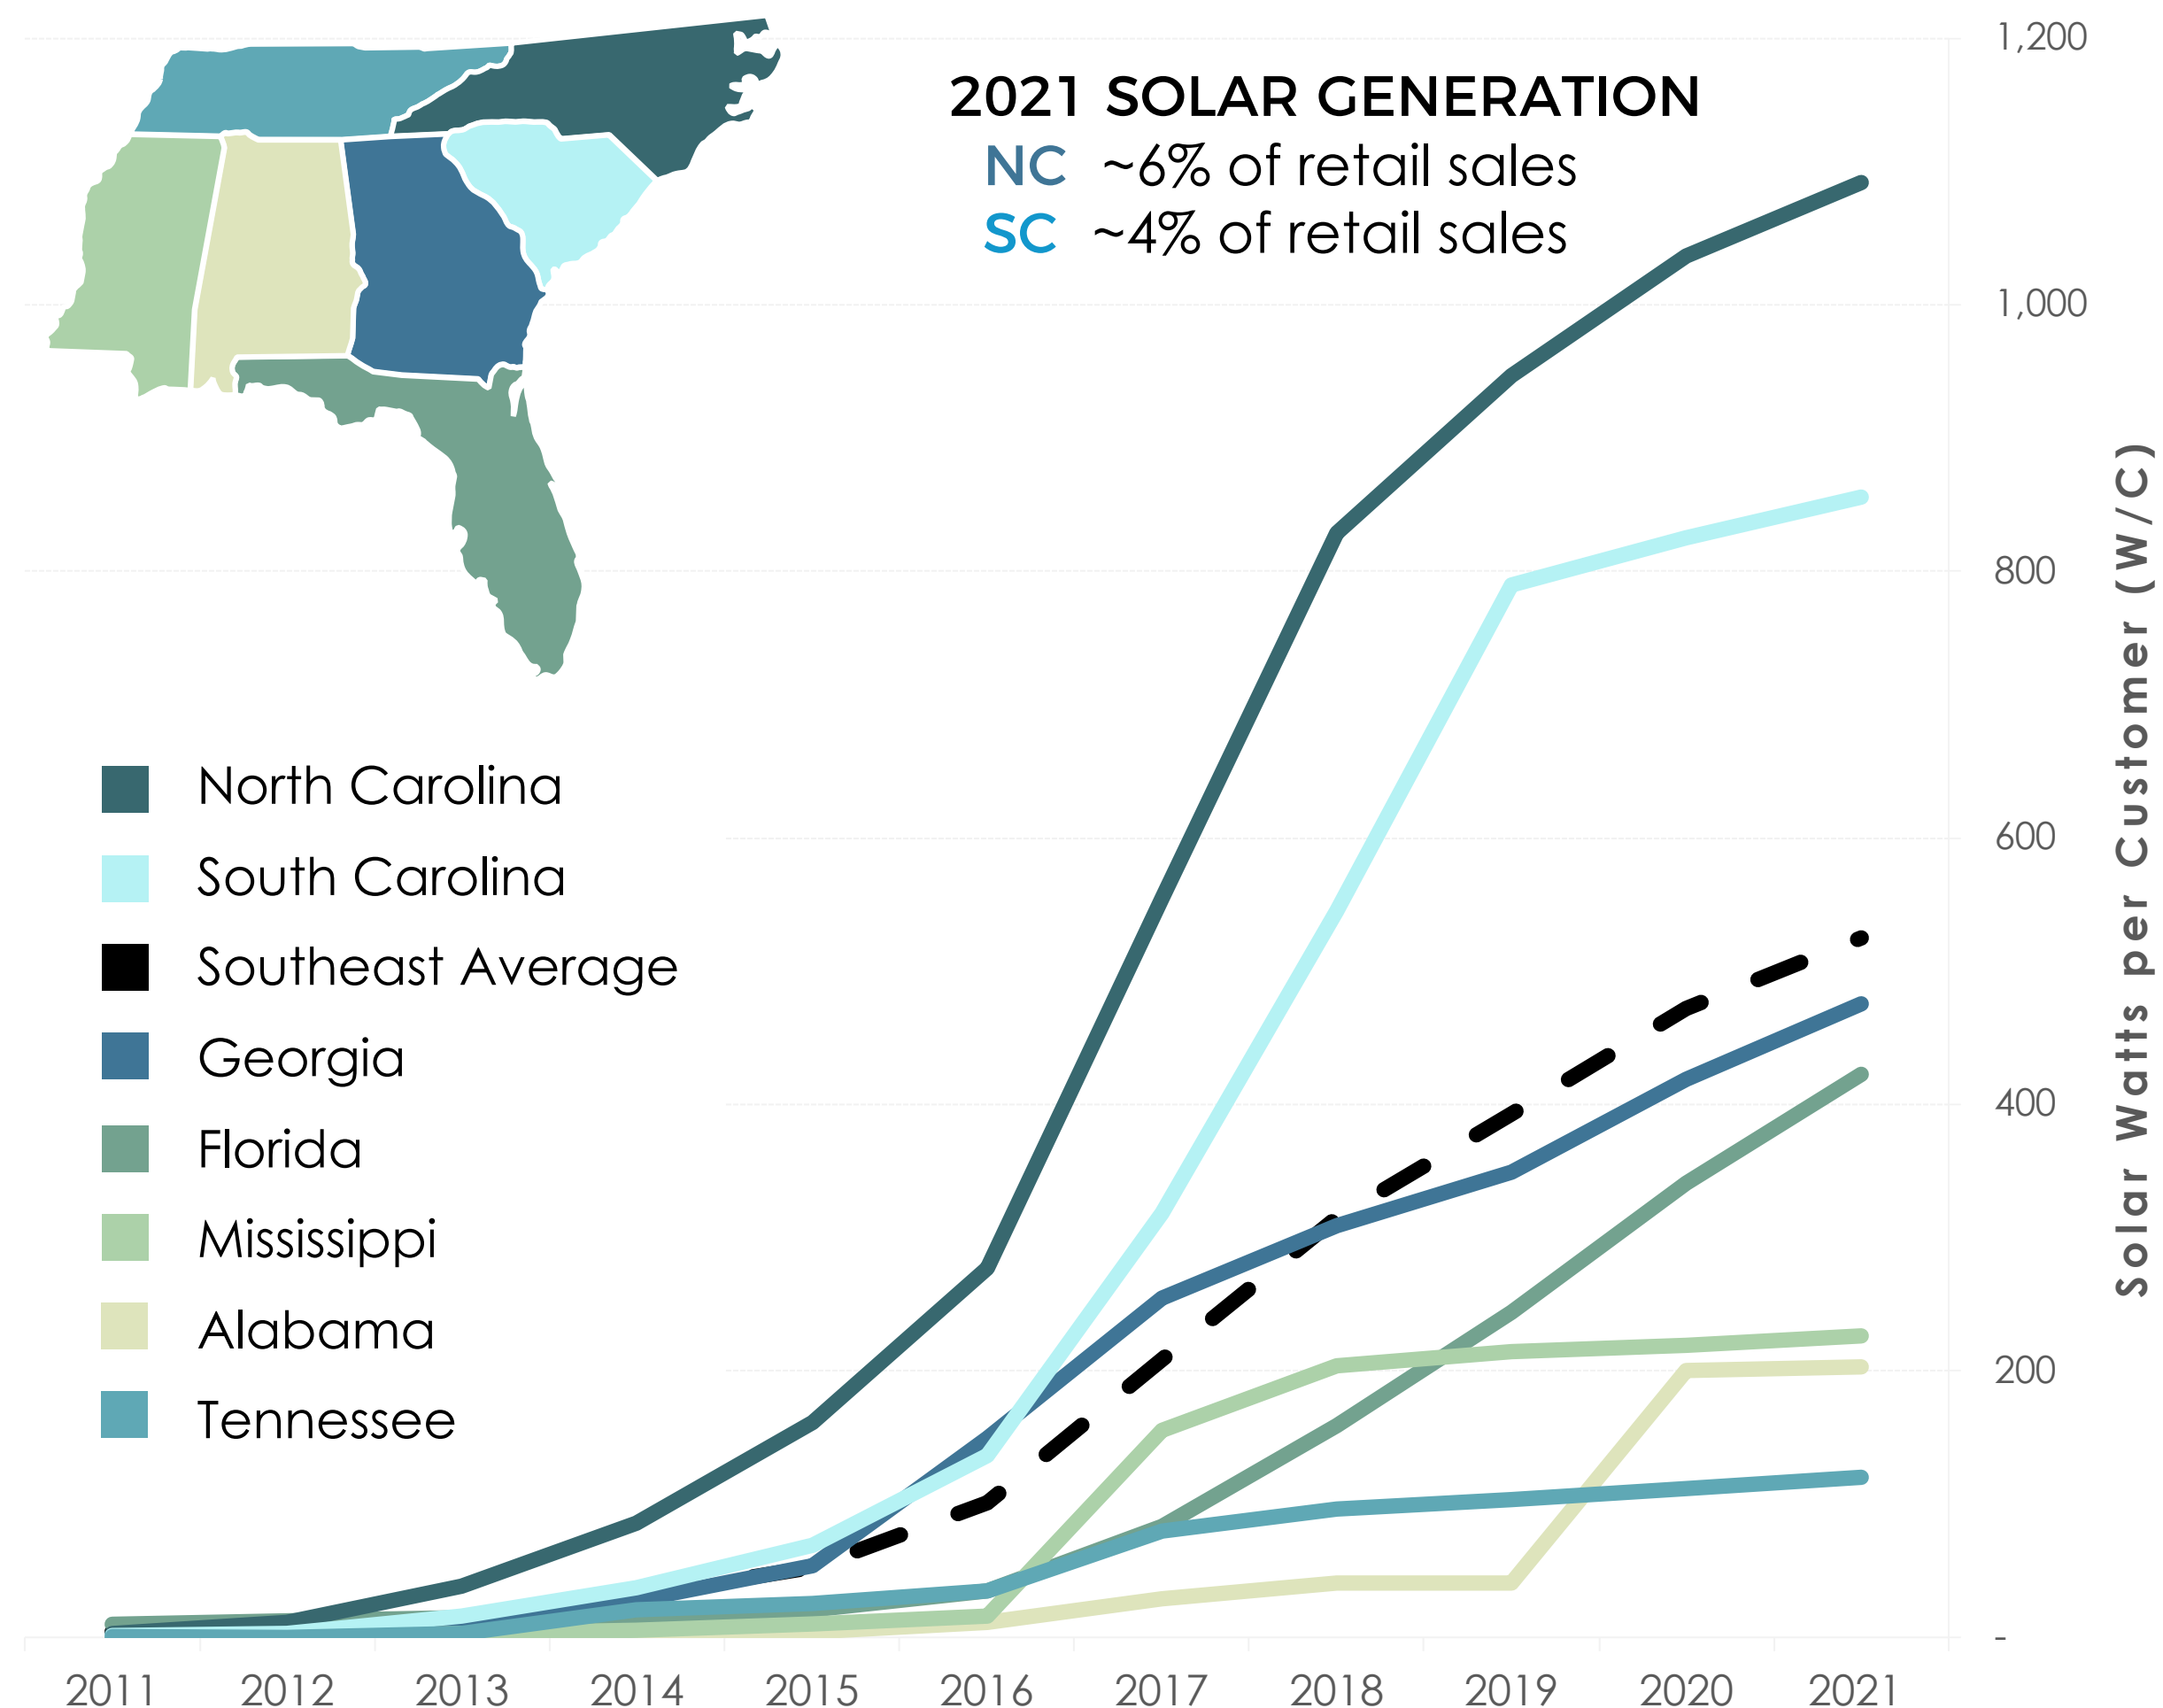 2021 SOLAR GENERATION
NC ~6% of retail sales
SC ~4% of retail sales
North Carolina
South Carolina
Southeast Average
Georgia
Florida
Mississippi
Alabama
Tennessee
1,200
1,000
800
600
400
200
-
Solar Watts per Customer (W/C)
2011 2012 2013 2014 2015 2016 2017 2018 2019 2020 2021